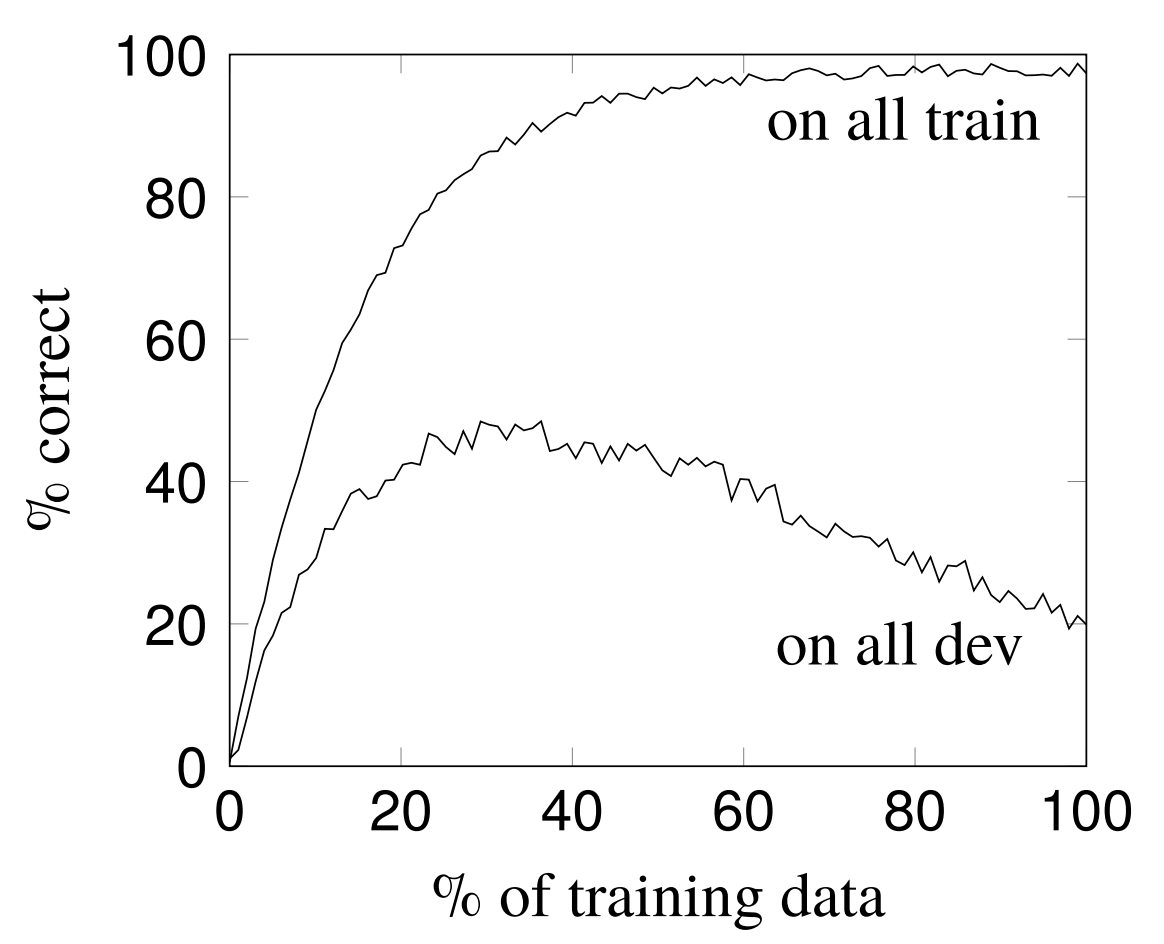 100
80
60
40
20
0
% correct
on all train
on all dev
0 20 40 60 80 100
% of training data